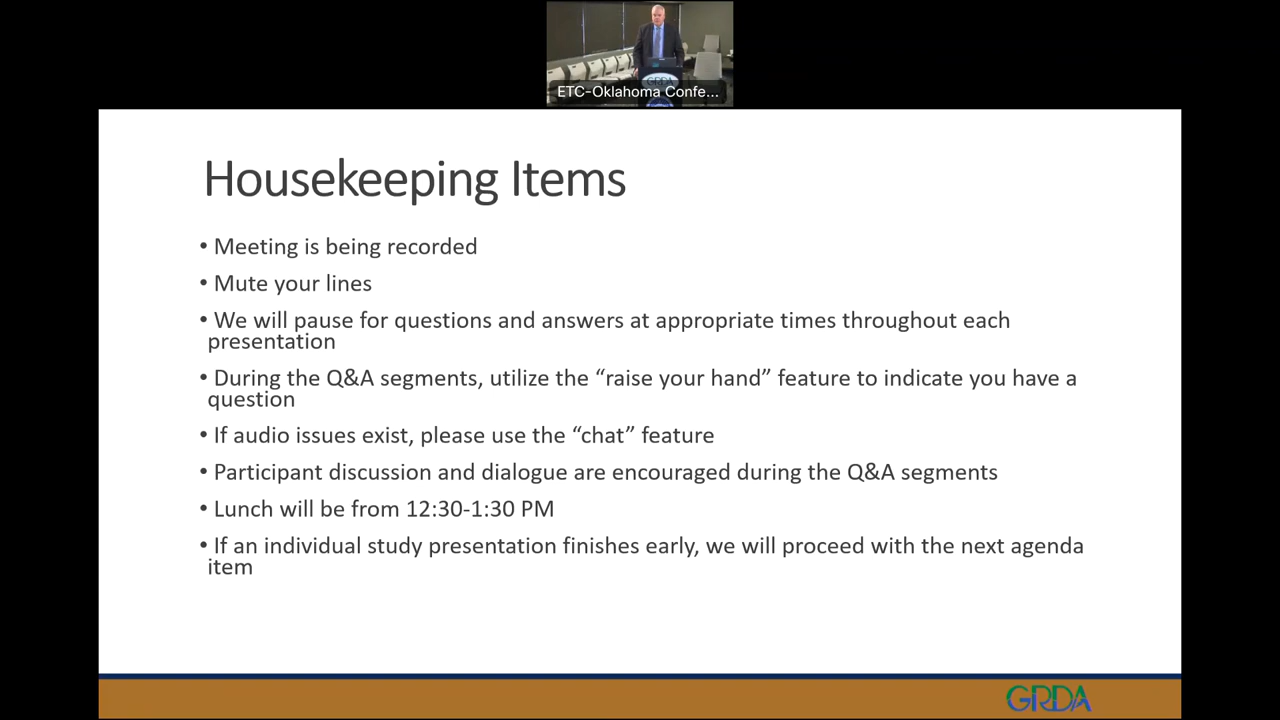 GRDA
ETC-Oklahoma Confe...
Housekeeping Items
• Meeting is being recorded
• Mute your lines
• We will pause for questions and answers at appropriate times throughout each
presentation
• During the Q&A segments, utilize the “raise your hand” feature to indicate you have a
question
• If audio issues exist, please use the “chat” feature
• Participant discussion and dialogue are encouraged during the Q&A segments
• Lunch will be from 12:30-1:30 PM
• If an individual study presentation finishes early, we will proceed with the next agenda
item
GRDA